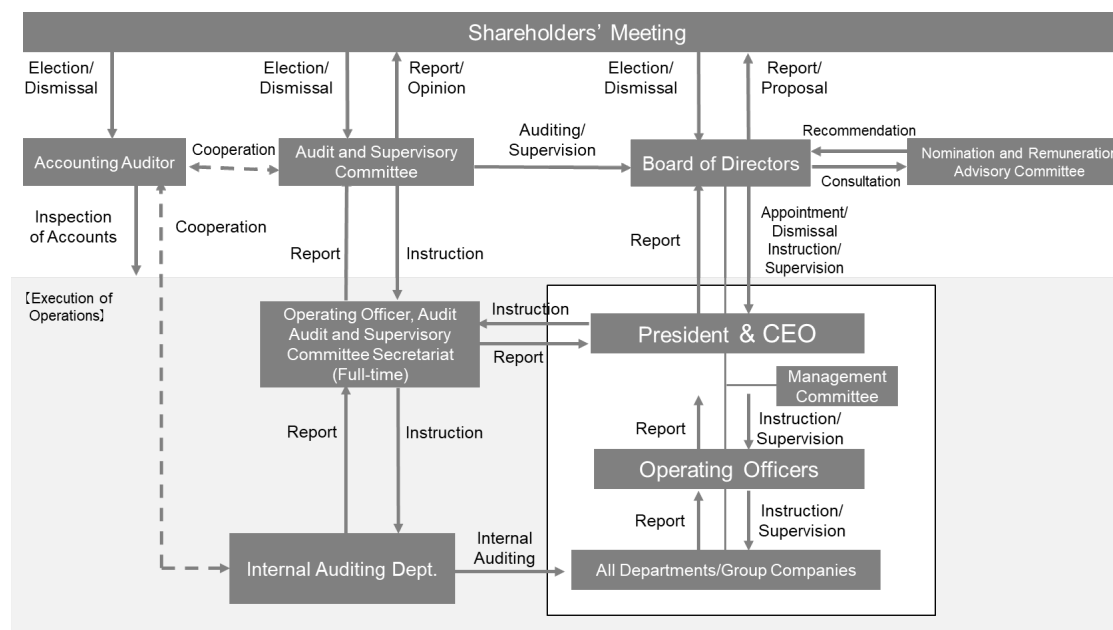 Shareholders' Meeting
Election/
Dismissal
Election/
Dismissal
Report/
Opinion
Election/
Dismissal
Report/
Proposal
Accounting Auditor
Cooperation
Audit and Supervisory
Committee
Auditing/
Supervision
Board of Directors
Recommendation
Consultation
Nomination and Remuneration
Advisory Committee
Inspection
of Accounts
Cooperation
Report
Instruction
Report
Appointment/
Dismissal
Instruction/
Supervision
【Execution of
Operations】
Operating Officer, Audit
Audit and Supervisory
Committee Secretariat
(Full-time)
Instruction
Report
President & CEO
Management
Committee
Report
Instruction
Report
Instruction/
Supervision
Operating Officers
Report
Instruction/
Supervision
Internal Auditing Dept.
Internal
Auditing
All Departments/Group Companies